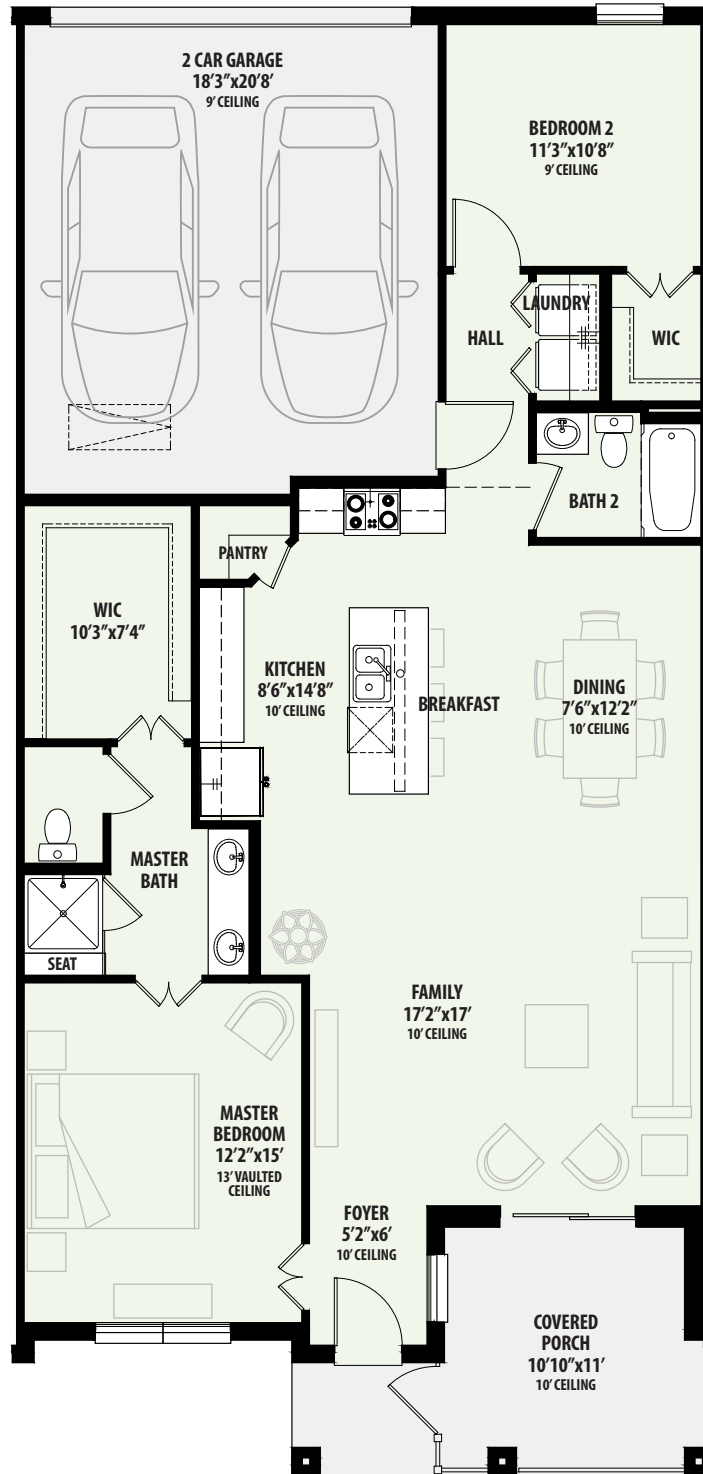 2 CAR GARAGE
18’3”x20’8’
9’ CEILING
BEDROOM 2
11’3”x10’8”
9’ CEILING
LAUNDRY
HALL
WIC
BATH 2
PANTRY
WIC
10’3”x7’4”
KITCHEN
8’6”x14’8”
10’ CEILING
BREAKFAST
DINING
7’6”x12’2”
10’ CEILING
MASTER
BATH
SEAT
FAMILY
17’2”x17’
10’ CEILING
MASTER
BEDROOM
12’2”x15’
13’ VAULTED
CEILING
FOYER
5’2”x6’
10’ CEILING
COVERED
PORCH
10’10”x11’
10’ CEILING